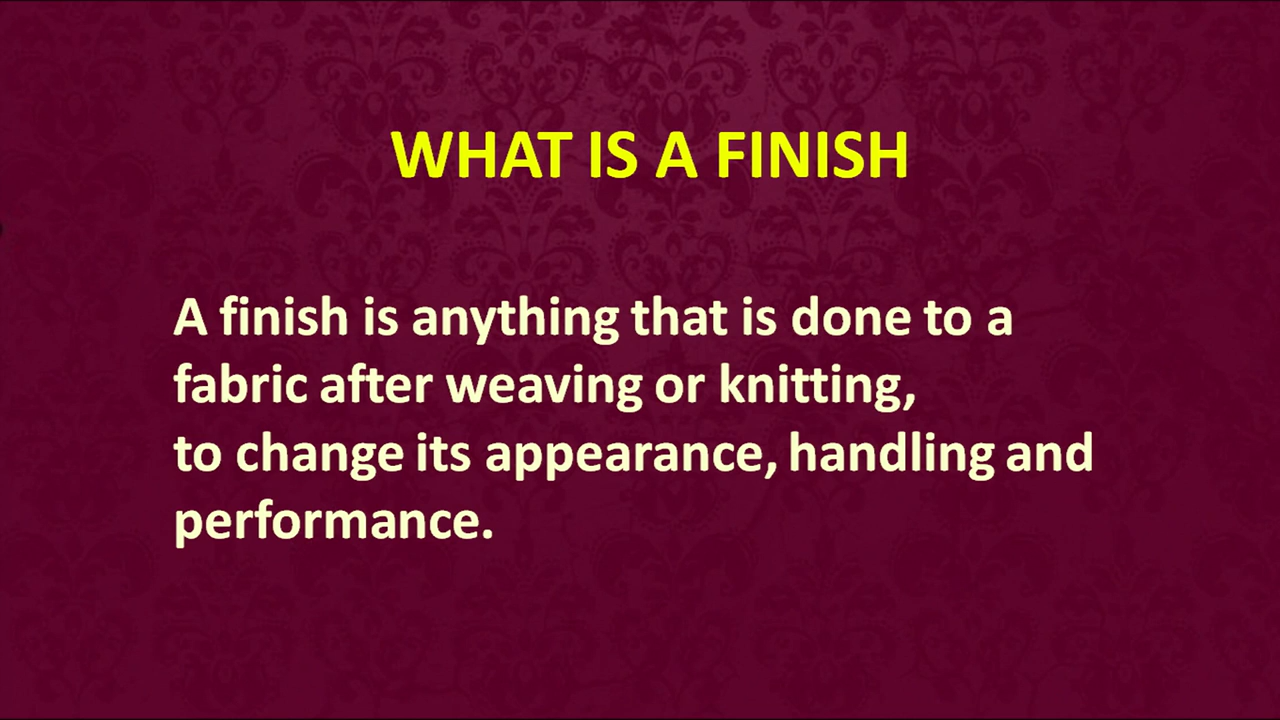 WHAT IS A FINISH
A finish is anything that is done to a
fabric after weaving or knitting,
to change its appearance, handling and
performance.